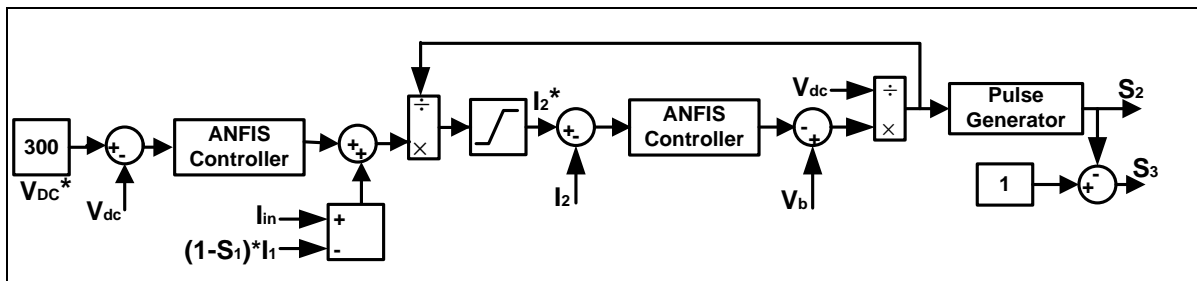 300
V_DC*
+
-
V_dc
ANFIS
Controller
+
+
I_in
(1-S_1)*I_1
+
-
÷
×
I_2*
+
-
I_2
ANFIS
Controller
-
+
V_b
V_dc
÷
×
Pulse
Generator
S_2
1
-
+
S_3